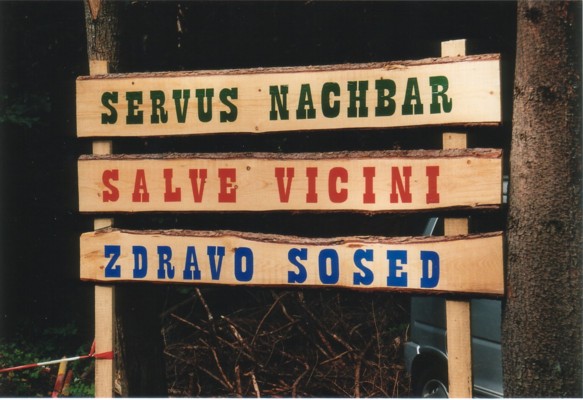 SERVUS NACHBAR
SALVE VICINI
ZDRAVO SOSED